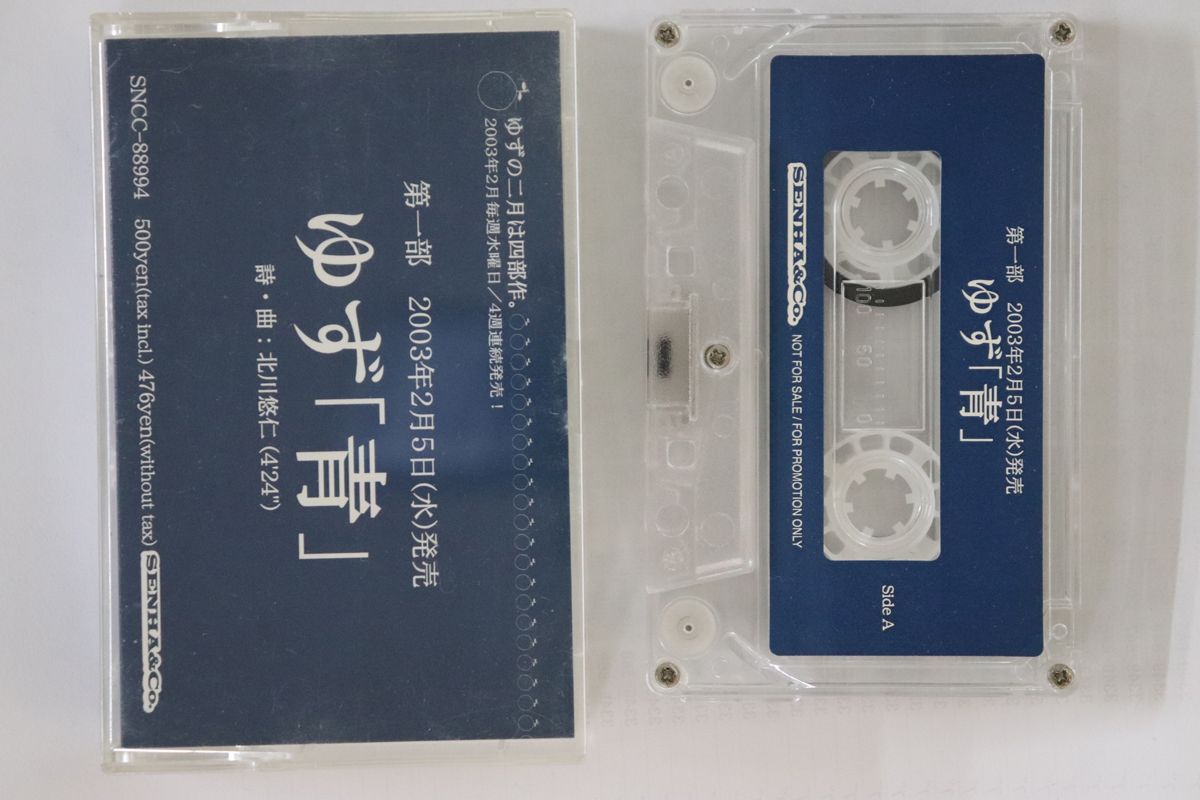 ゆずの二月は四部作。
2003年2月毎週水曜日／4週連続発売！
第一部 2003年2月5日(水)発売
ゆず「青」
詩・曲：北川悠仁 (4'24")
SNCC-88994 500yen(tax incl.) 476yen(without tax) SENHA&Co.
第一部 2003年2月5日(水)発売
ゆず「青」
Side A
SENHA&Co. NOT FOR SALE / FOR PROMOTION ONLY
100 50 0